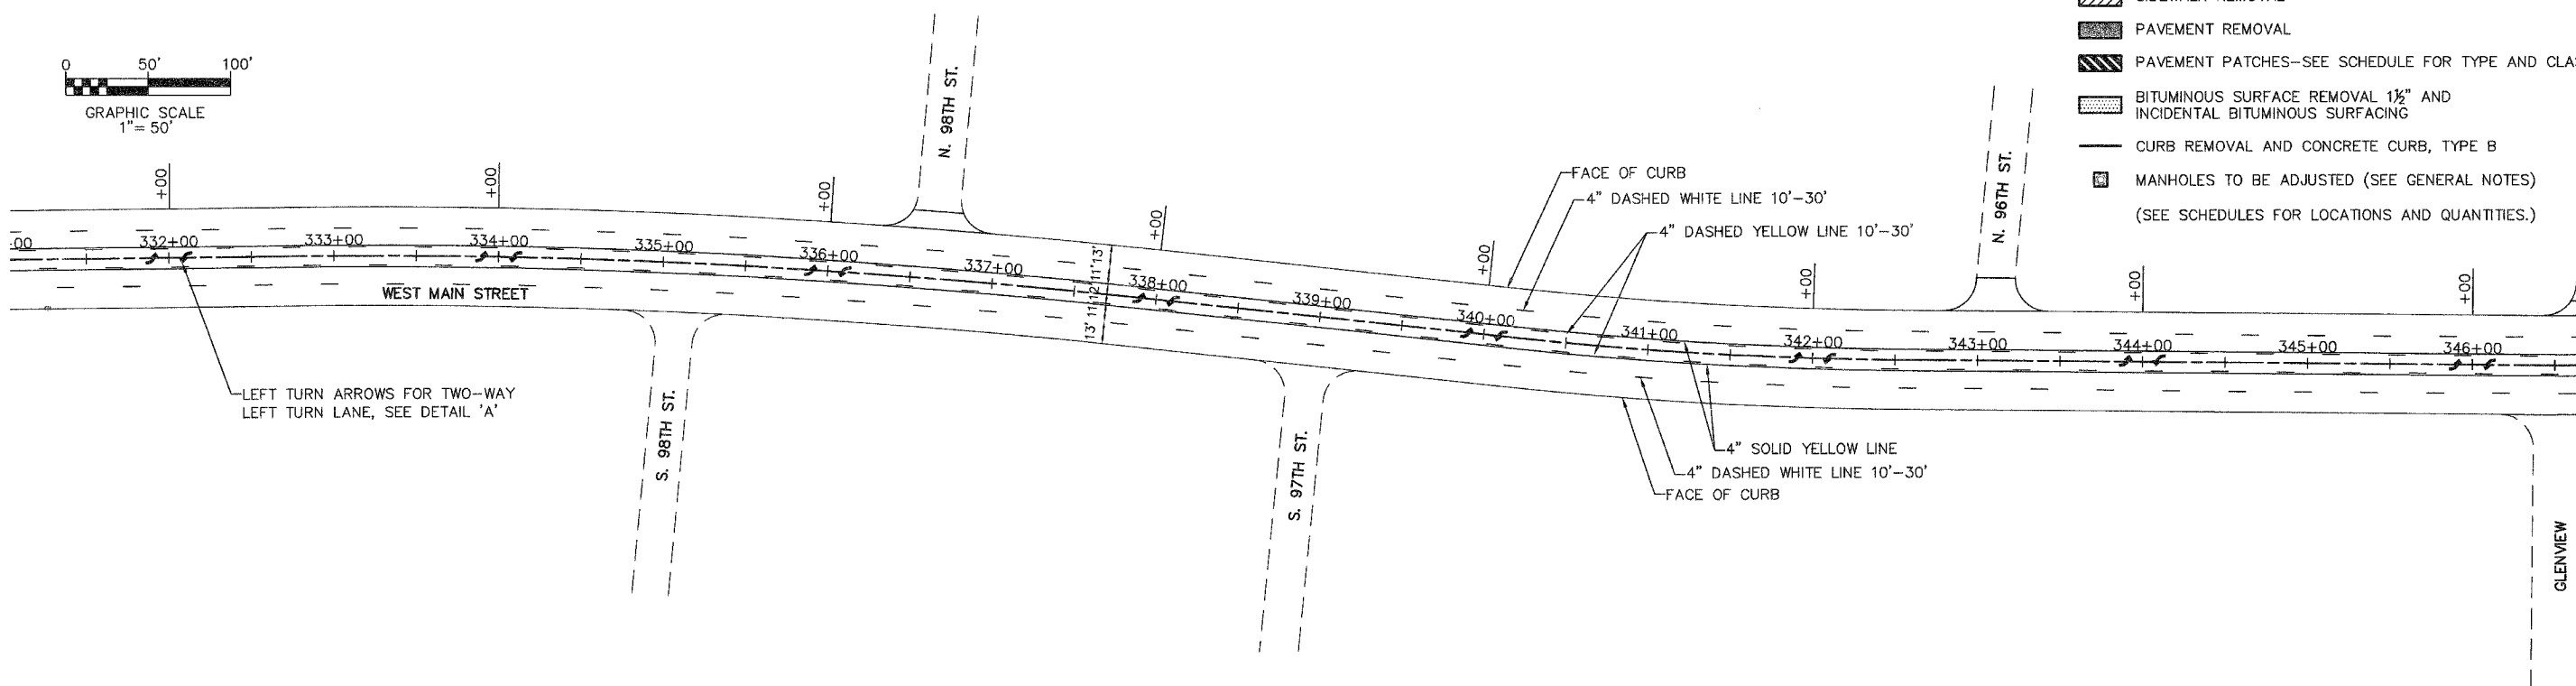 0 50' 100'
GRAPHIC SCALE
1"= 50'
SIDEWALK REMOVAL
PAVEMENT REMOVAL
PAVEMENT PATCHES-SEE SCHEDULE FOR TYPE AND CLA
BITUMINOUS SURFACE REMOVAL 1½" AND
INCIDENTAL BITUMINOUS SURFACING
CURB REMOVAL AND CONCRETE CURB, TYPE B
MANHOLES TO BE ADJUSTED (SEE GENERAL NOTES)
(SEE SCHEDULES FOR LOCATIONS AND QUANTITIES.)
N. 98TH ST.
N. 96TH ST.
+00
+00
+00
+00
+00
+00
+00
+00
FACE OF CURB
4" DASHED WHITE LINE 10'-30'
4" DASHED YELLOW LINE 10'-30'
+00
332+00
333+00
334+00
335+00
336+00
337+00
338+00
339+00
340+00
341+00
342+00
343+00
344+00
345+00
346+00
13' 11' 12' 11' 13'
WEST MAIN STREET
LEFT TURN ARROWS FOR TWO-WAY
LEFT TURN LANE, SEE DETAIL 'A'
S. 98TH ST.
S. 97TH ST.
4" SOLID YELLOW LINE
4" DASHED WHITE LINE 10'-30'
FACE OF CURB
GLENVIEW